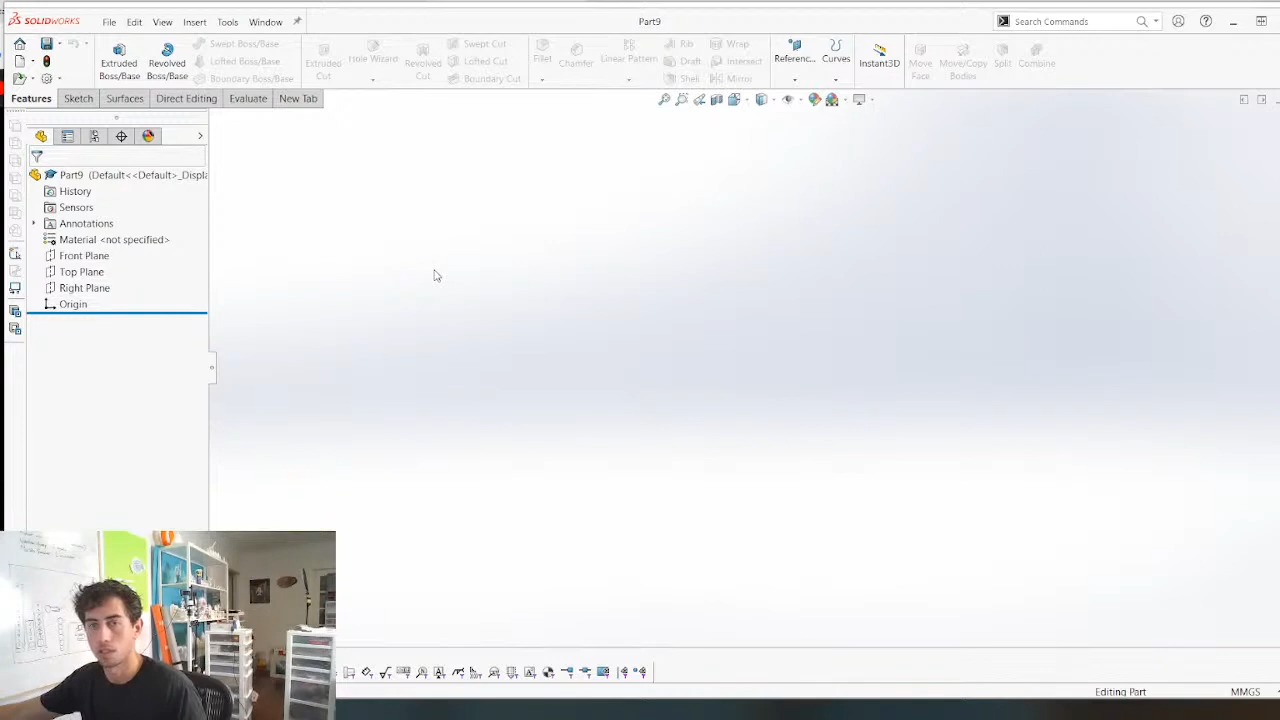 SOLIDWORKS File Edit View Insert Tools Window Part9 Search Commands
Extruded Boss/Base
Revolved Boss/Base
Swept Boss/Base
Lofted Boss/Base
Boundary Boss/Base
Extruded Cut
Hole Wizard
Revolved Cut
Swept Cut
Lofted Cut
Boundary Cut
Fillet
Chamfer
Linear Pattern
Rib
Draft
Shell
Wrap
Intersect
Mirror
Referenc...
Curves
Instant3D
Move Face
Move/Copy Bodies
Split
Combine
Features Sketch Surfaces Direct Editing Evaluate New Tab
Part9 (Default<<Default>_Displa
History
Sensors
Annotations
Material <not specified>
Front Plane
Top Plane
Right Plane
Origin
Editing Part MMGS